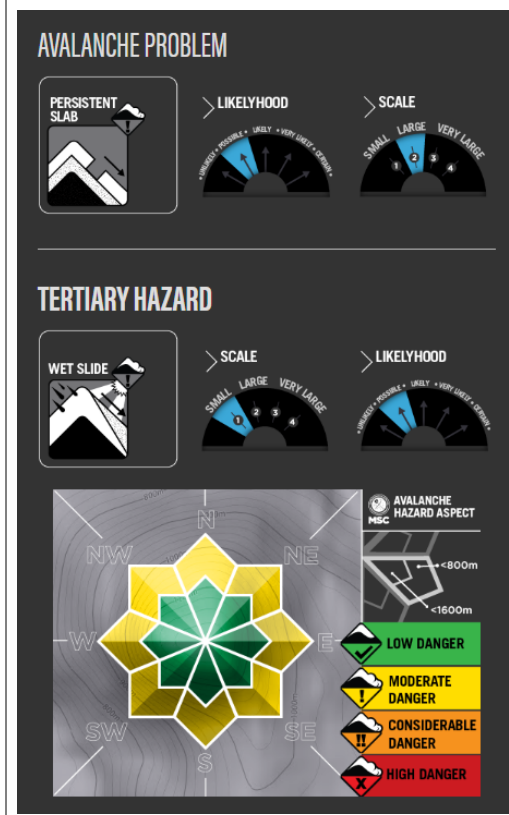 AVALANCHE PROBLEM
PERSISTENT
SLAB
LIKELYHOOD
• UNLIKELY • POSSIBLE • LIKELY • VERY LIKELY • CERTAIN •
SCALE
SMALL LARGE VERY LARGE
1 2 3 4
TERTIARY HAZARD
WET SLIDE
SCALE
SMALL LARGE VERY LARGE
1 2 3 4
LIKELYHOOD
• UNLIKELY • POSSIBLE • LIKELY • VERY LIKELY • CERTAIN •
800m
N
NW
NE
W
E
SW
SE
S
MSC
AVALANCHE
HAZARD ASPECT
<800m
<1600m
LOW DANGER
MODERATE
DANGER
CONSIDERABLE
DANGER
HIGH DANGER